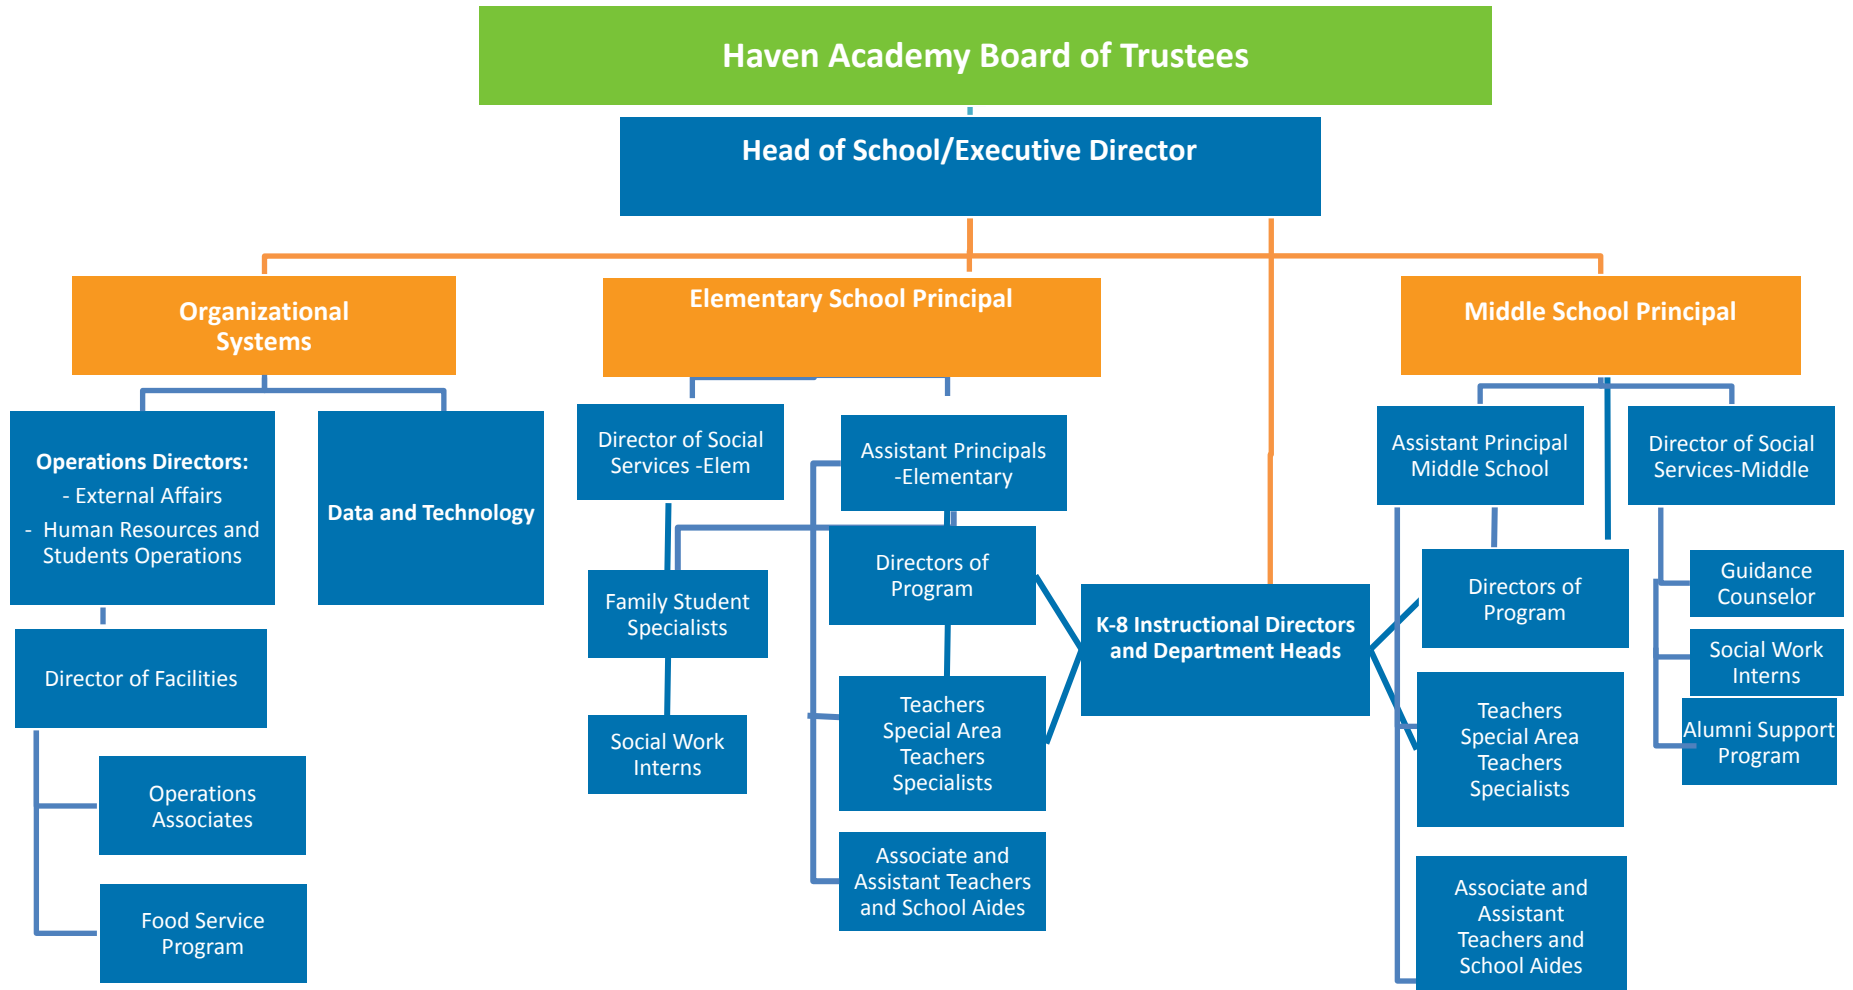 Haven Academy Board of Trustees
Head of School/Executive Director
Organizational
Systems
Elementary School Principal
Middle School Principal
Operations Directors:
- External Affairs
- Human Resources and
Students Operations
Data and Technology
Director of Facilities
Operations
Associates
Food Service
Program
Director of Social
Services -Elem
Family Student
Specialists
Social Work
Interns
Assistant Principals
-Elementary
Directors of
Program
Teachers
Special Area
Teachers
Specialists
Associate and
Assistant Teachers
and School Aides
K-8 Instructional Directors
and Department Heads
Assistant Principal
Middle School
Directors of
Program
Teachers
Special Area
Teachers
Specialists
Associate and
Assistant
Teachers and
School Aides
Director of Social
Services-Middle
Guidance
Counselor
Social Work
Interns
Alumni Support
Program